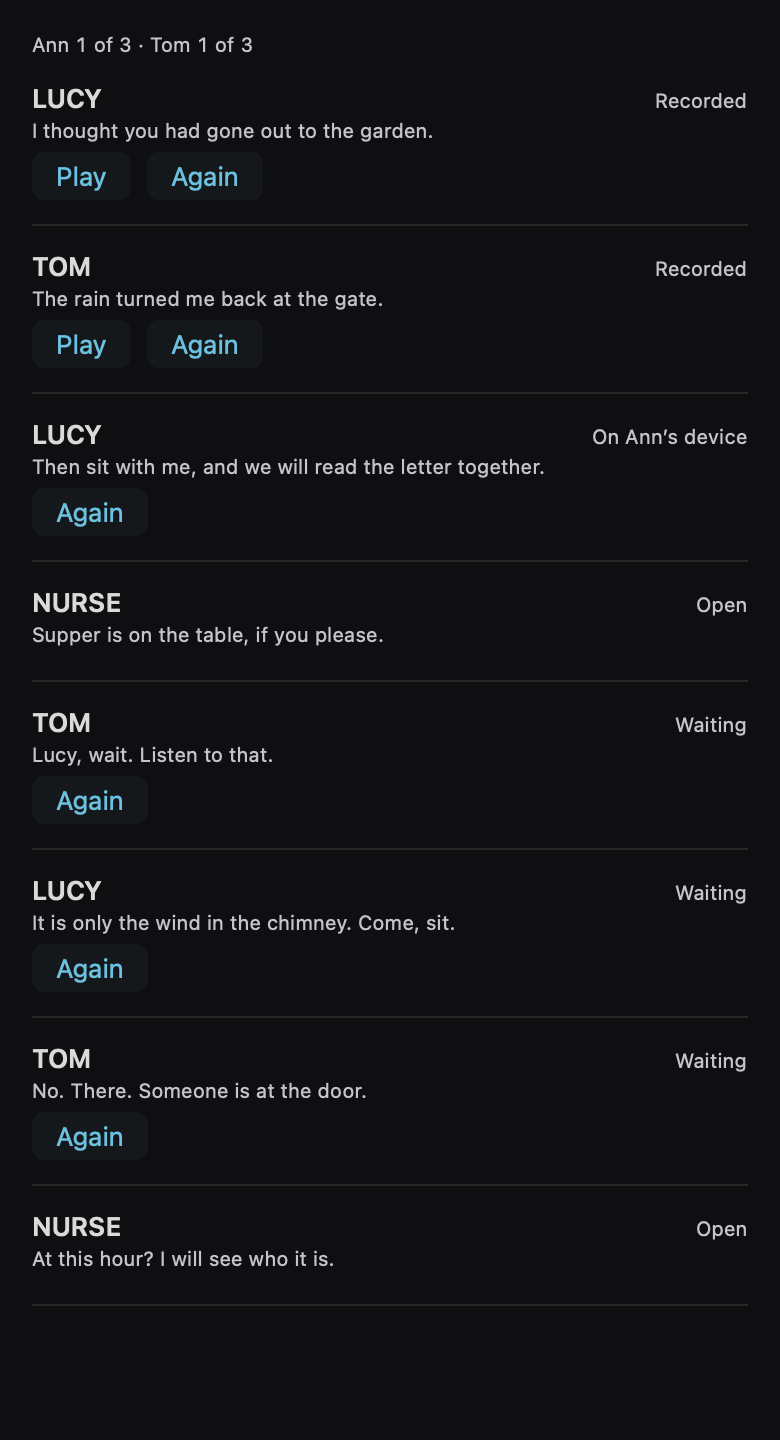 Ann 1 of 3 · Tom 1 of 3
LUCY
Recorded
I thought you had gone out to the garden.
Play
Again
TOM
Recorded
The rain turned me back at the gate.
Play
Again
LUCY
On Ann’s device
Then sit with me, and we will read the letter together.
Again
NURSE
Open
Supper is on the table, if you please.
TOM
Waiting
Lucy, wait. Listen to that.
Again
LUCY
Waiting
It is only the wind in the chimney. Come, sit.
Again
TOM
Waiting
No. There. Someone is at the door.
Again
NURSE
Open
At this hour? I will see who it is.